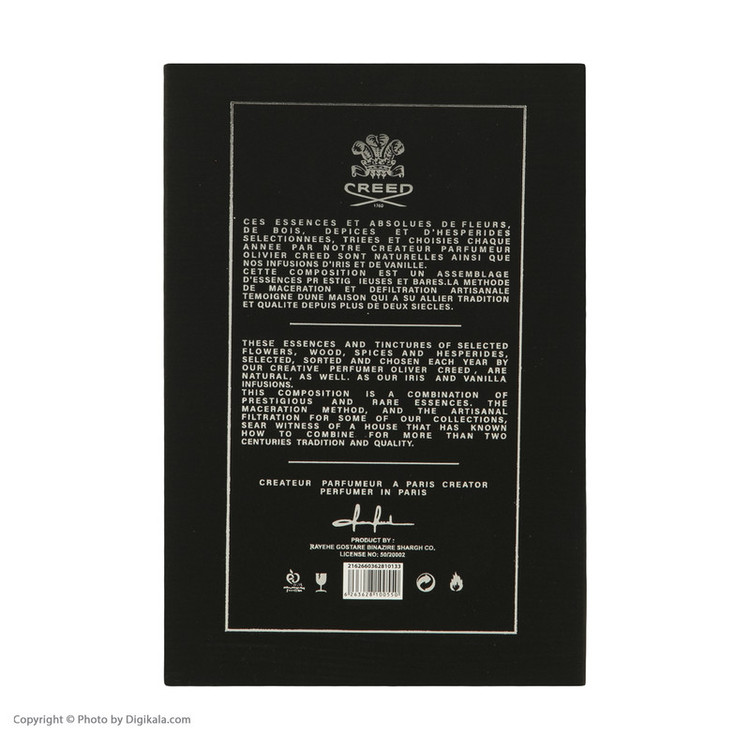 CREED
1760
CES ESSENCES ET ABSOLUES DE FLEURS,
DE BOIS, DEPICES ET D'HESPERIDES
SELECTIONNEES, TRIEES ET CHOISIES CHAQUE
ANNEE PAR NOTRE CREATEUR PARFUMEUR
OLIVIER CREED SONT NATURELLES AINSI QUE
NOS INFUSIONS D'IRIS ET DE VANILLE.
CETTE COMPOSITION EST UN ASSEMBLAGE
D'ESSENCES PR ESTIG IEUSES ET BARES.LA METHODE
DE MACERATION ET DEFILTRATION ARTISANALE
TEMOIGNE DUNE MAISON QUI A SU ALLIER TRADITION
ET QUALITE DEPUIS PLUS DE DEUX SIECLES.
THESE ESSENCES AND TINCTURES OF SELECTED
FLOWERS, WOOD, SPICES AND HESPERIDES,
SELECTED, SORTED AND CHOSEN EACH YEAR BY
OUR CREATIVE PERFUMER OLIVER CREED , ARE
NATURAL, AS WELL. AS OUR IRIS AND VANILLA
INFUSIONS.
THIS COMPOSITION IS A COMBINATION OF
PRESTIGIOUS AND RARE ESSENCES. THE
MACERATION METHOD, AND THE ARTISANAL
FILTRATION FOR SOME OF OUR COLLECTIONS,
SEAR WITNESS OF A HOUSE THAT HAS KNOWN
HOW TO COMBINE FOR MORE THAN TWO
CENTURIES TRADITION AND QUALITY.
CREATEUR PARFUMEUR A PARIS CREATOR
PERFUMER IN PARIS
PRODUCT BY :
RAYEHE GOSTARE BINAZIRE SHARGH CO.
LICENSE NO: 50/20002
2162660362810133
6 263624 100550
Copyright © Photo by Digikala.com